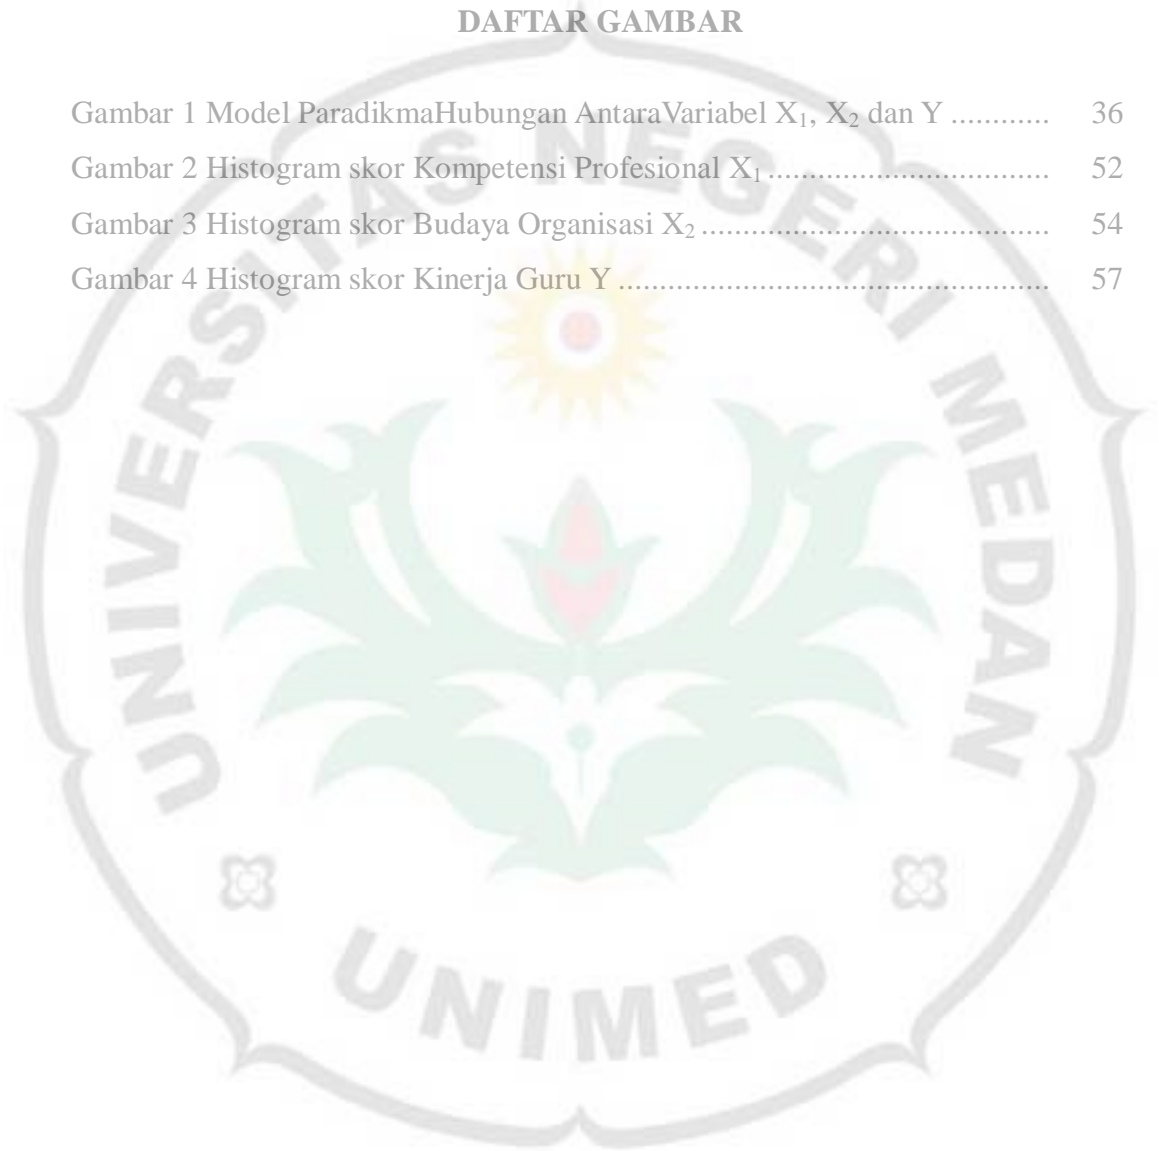 DAFTAR GAMBAR
Gambar 1 Model ParadikmaHubungan AntaraVariabel X₁, X₂ dan Y ............ 36
Gambar 2 Histogram skor Kompetensi Profesional X₁ .................................. 52
Gambar 3 Histogram skor Budaya Organisasi X₂ .......................................... 54
Gambar 4 Histogram skor Kinerja Guru Y .................................................... 57
UNIVERSITAS NEGERI MEDAN
UNIMED